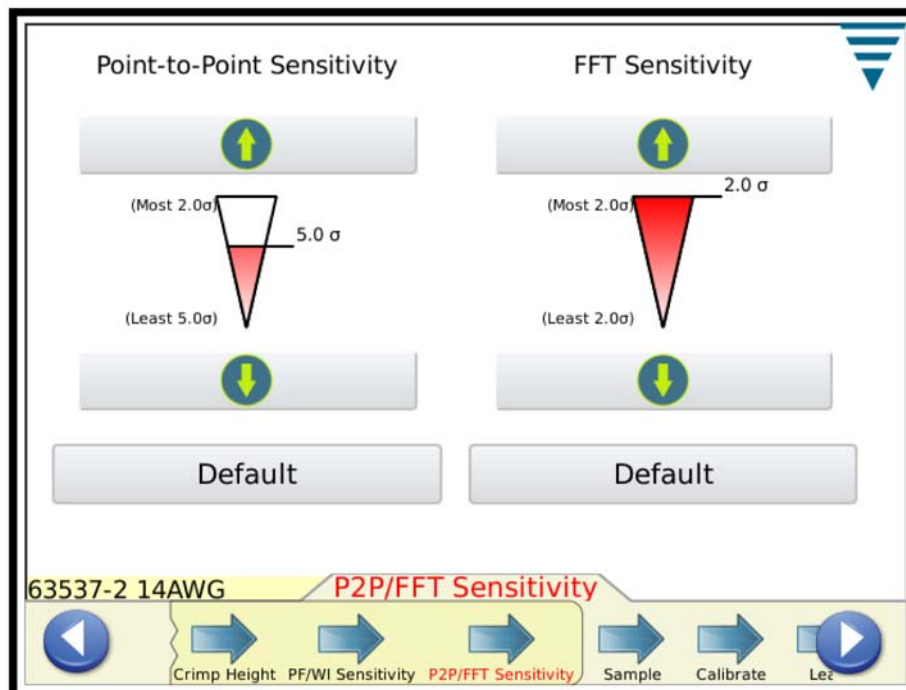 Point-to-Point Sensitivity
FFT Sensitivity
(Most 2.0σ)
5.0 σ
(Least 5.0σ)
(Most 2.0σ)
2.0 σ
(Least 2.0σ)
Default
Default
63537-2 14AWG
P2P/FFT Sensitivity
Crimp Height
PF/WI Sensitivity
P2P/FFT Sensitivity
Sample
Calibrate